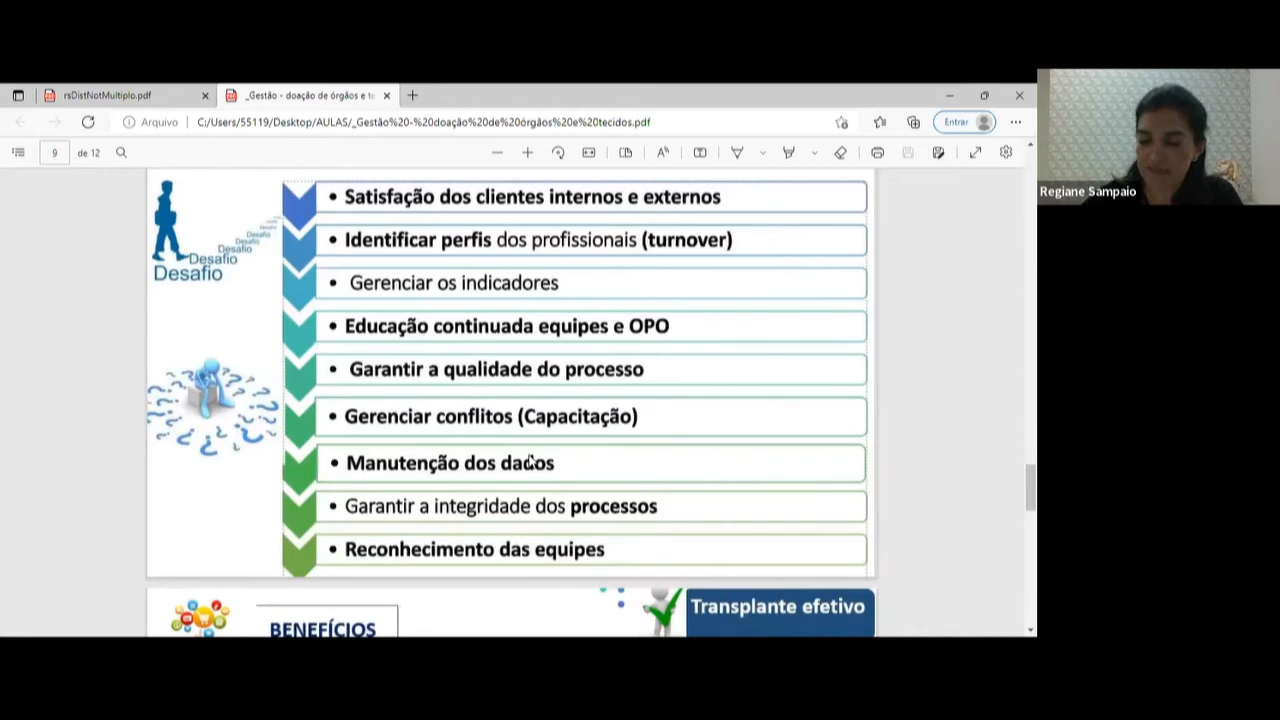 rsDistNotMultiplo.pdf
_Gestão - doação de órgãos e te
Arquivo
C:/Users/55119/Desktop/AULAS/_Gestão%20-%20doação%20de%20órgãos%20e%20tecidos.pdf
Entrar
9 de 12
Regiane Sampaio
Desafio
Desafio
Desafio
Desafio
Desafio
• Satisfação dos clientes internos e externos
• Identificar perfis dos profissionais (turnover)
• Gerenciar os indicadores
• Educação continuada equipes e OPO
• Garantir a qualidade do processo
• Gerenciar conflitos (Capacitação)
• Manutenção dos dados
• Garantir a integridade dos processos
• Reconhecimento das equipes
BENEFÍCIOS
Transplante efetivo